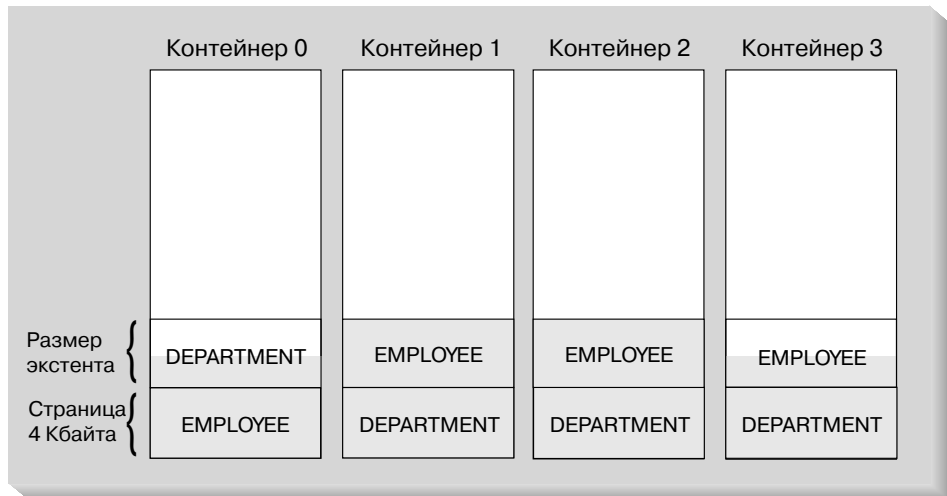 Контейнер 0 Контейнер 1 Контейнер 2 Контейнер 3
Размер
экстента
DEPARTMENT EMPLOYEE EMPLOYEE EMPLOYEE
Страница
4 Кбайта
EMPLOYEE DEPARTMENT DEPARTMENT DEPARTMENT